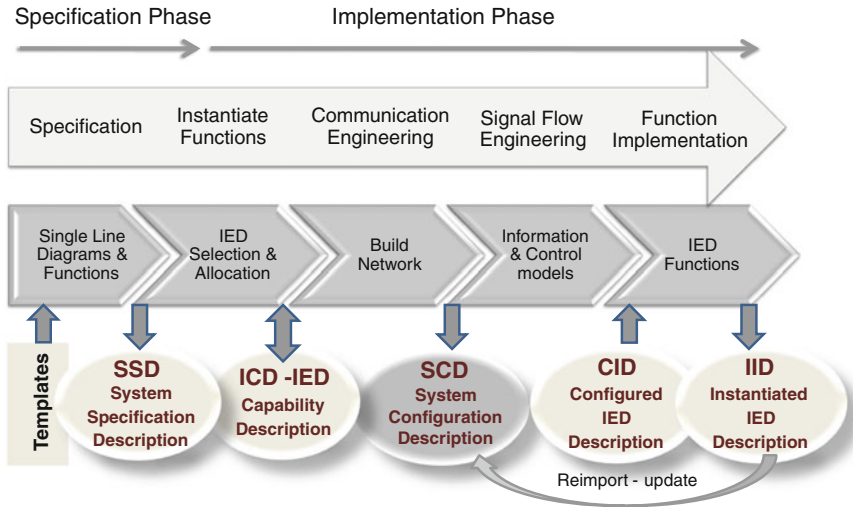 Specification Phase
Implementation Phase
Specification
Instantiate
Functions
Communication
Engineering
Signal Flow
Engineering
Function
Implementation
Single Line
Diagrams &
Functions
IED
Selection &
Allocation
Build
Network
Information
& Control
models
IED
Functions
Templates
SSD
System
Specification
Description
ICD -IED
Capability
Description
SCD
System
Configuration
Description
CID
Configured
IED
Description
IID
Instantiated
IED
Description
Reimport - update